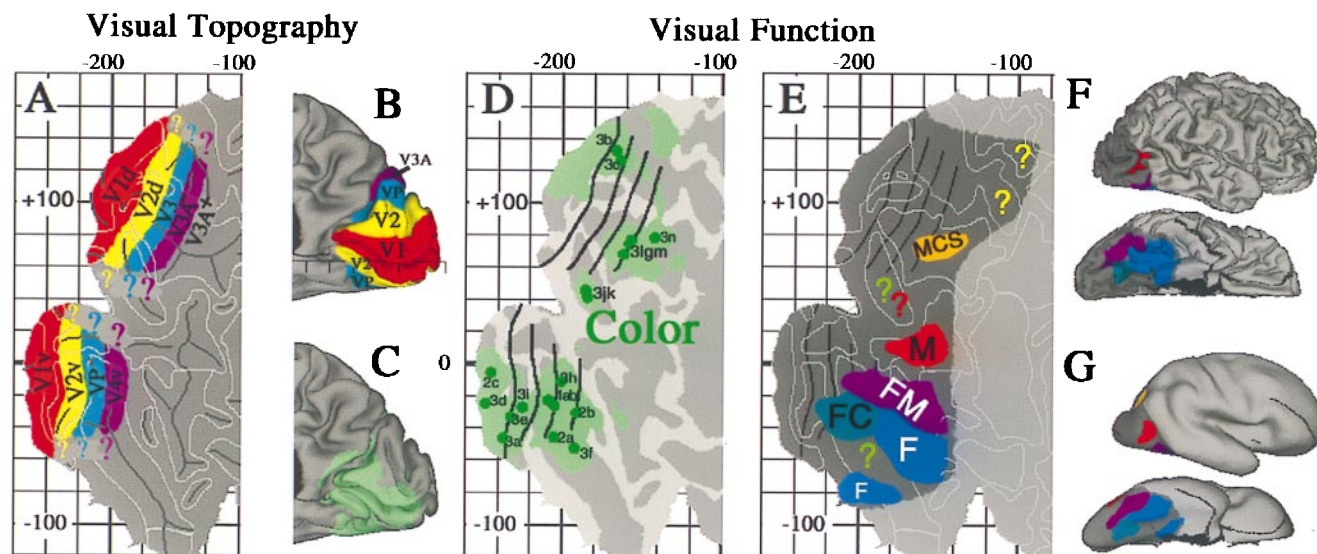 Visual Topography
Visual Function
-200 -100
A
V1d
V2d
V3
V3A
V3A+
? ? ?
+100
? ? ?
? ? ?
V1v
V2v
VP
V4v
? ? ?
-100
B
V3A
VP
V2
V1
V2
VP
C
0
-200 -100
D
3b
3c
+100
3n
3lgm
3jk
Color
2c
3h
3d
3i
1ab
3e
2b
3a
2a
3f
-100
-200 -100
E
?
+100
?
MCS
? ?
M
FM
FC
F
?
F
-100
F
G